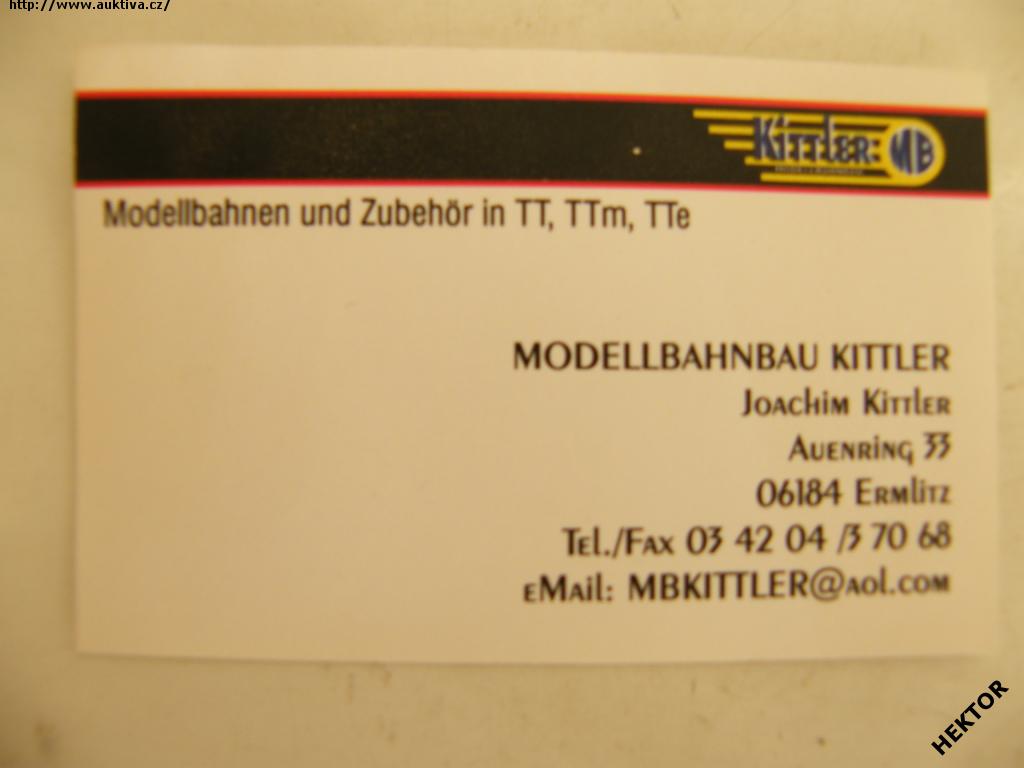 http://www.auktiva.cz/
Kittler MB
Modellbahnen und Zubehör in TT, TTm, TTe
MODELLBAHNBAU KITTLER
Joachim Kittler
Auenring 33
06184 Ermlitz
Tel./Fax 03 42 04 /3 70 68
eMail: MBKITTLER@aol.com
HEKTOR